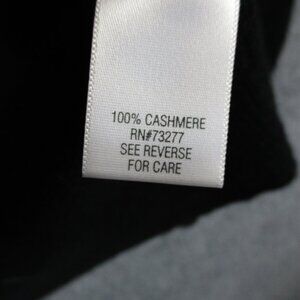 100% CASHMERE
RN#73277
SEE REVERSE
FOR CARE